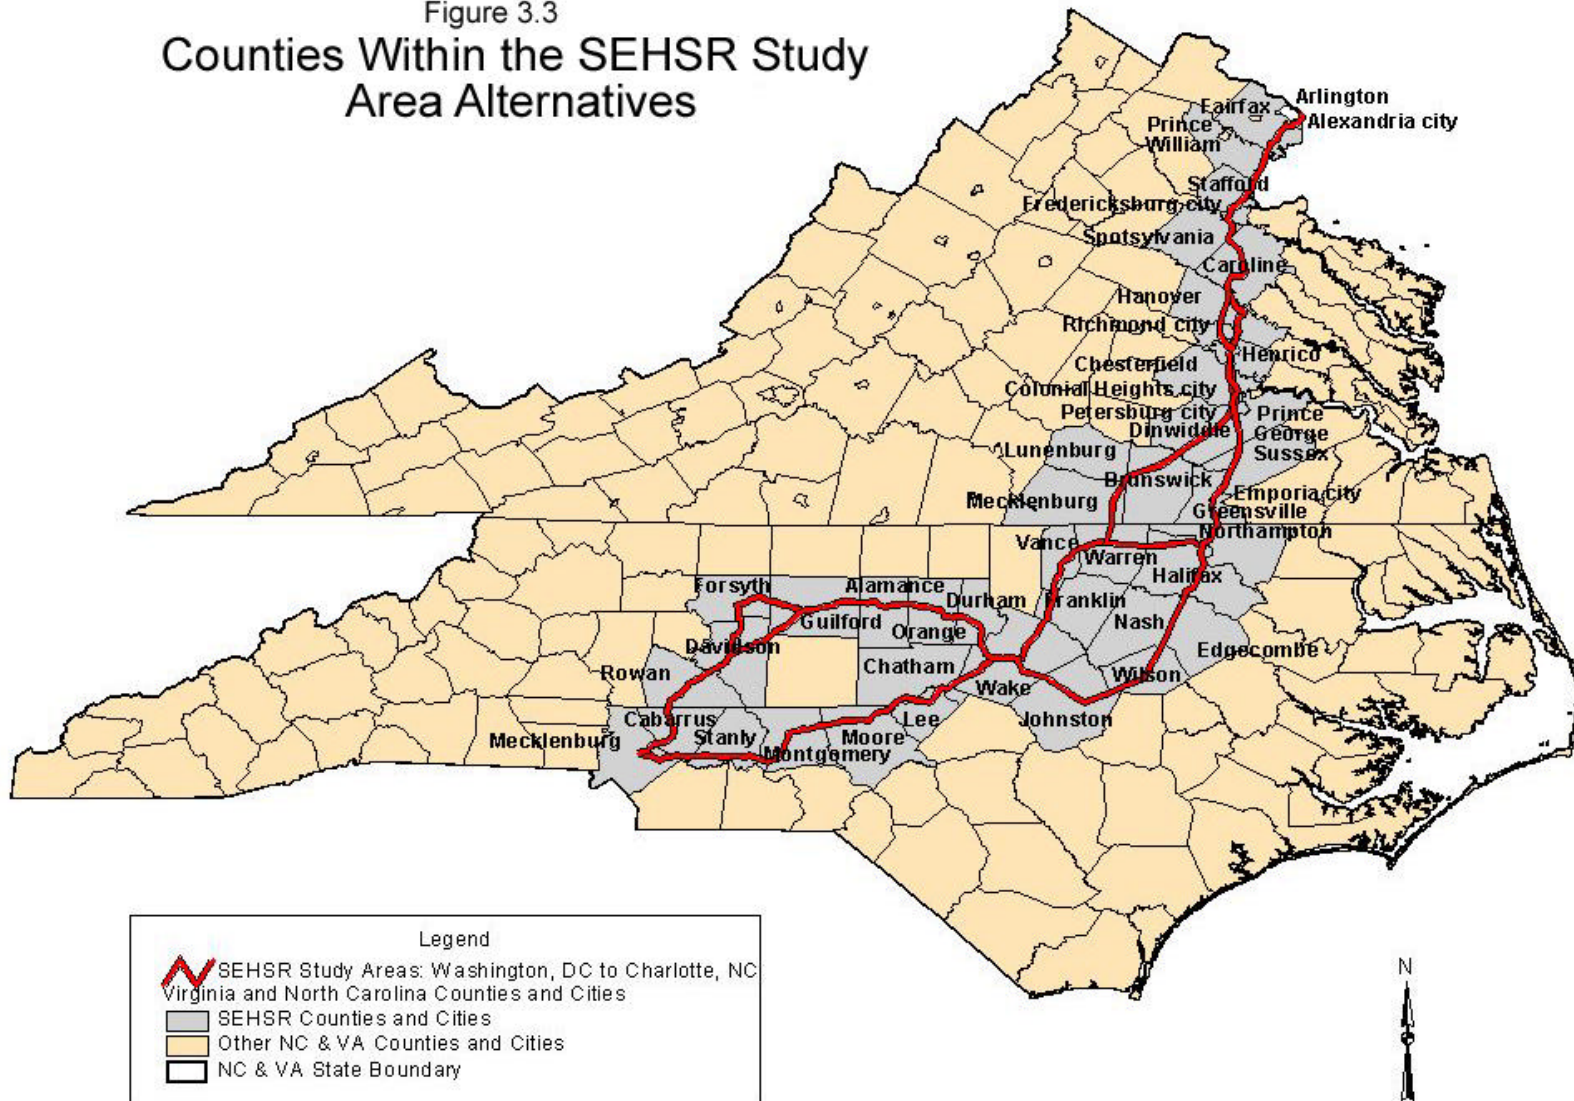 Figure 3.3
Counties Within the SEHSR Study
Area Alternatives
Arlington
Fairfax
Alexandria city
Prince
William
Stafford
Fredericksburg city
Spotsylvania
Caroline
Hanover
Richmond city
Henrico
Chesterfield
Colonial Heights city
Petersburg city
Prince
Dinwiddie
George
Lunenburg
Sussex
Brunswick
Mecklenburg
Emporia city
Greensville
Northampton
Vance
Warren
Halifax
Forsyth
Alamance
Durham
Franklin
Guilford
Nash
Orange
Davidson
Edgecombe
Chatham
Rowan
Wilson
Wake
Cabarrus
Lee
Johnston
Mecklenburg
Stanly
Moore
Montgomery
Legend
SEHSR Study Areas: Washington, DC to Charlotte, NC
Virginia and North Carolina Counties and Cities
SEHSR Counties and Cities
Other NC & VA Counties and Cities
NC & VA State Boundary
N